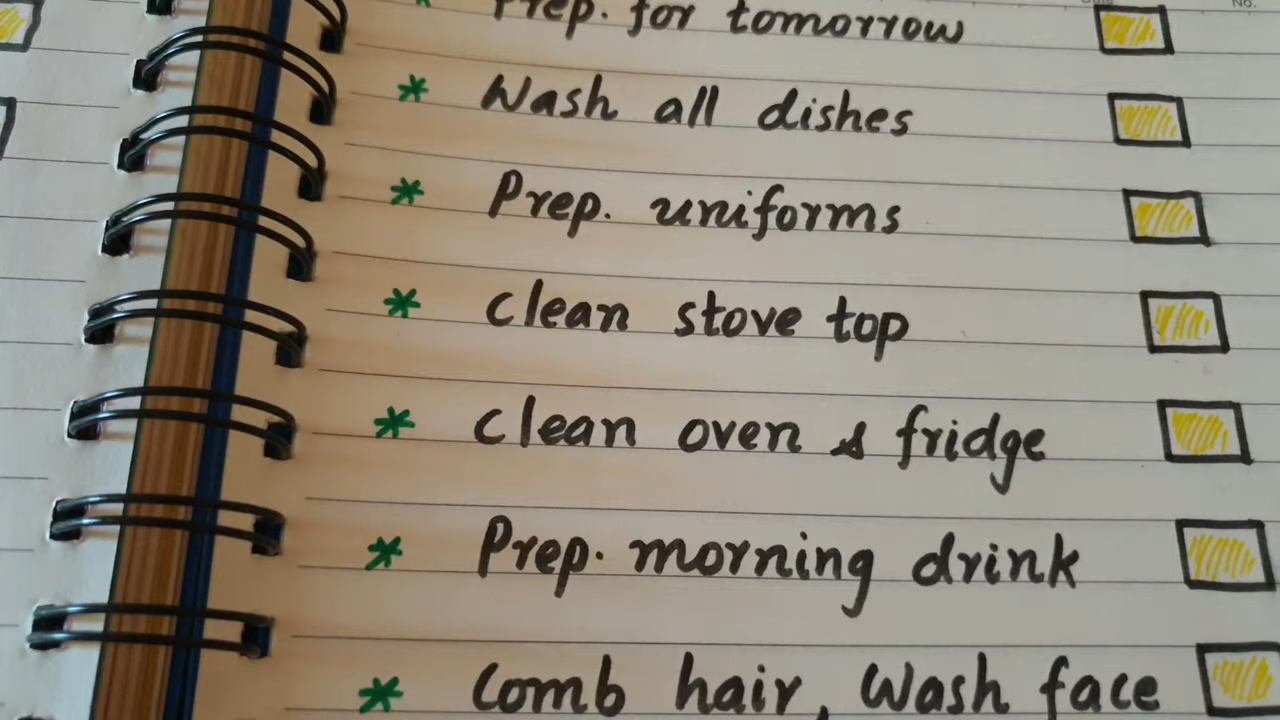 No.
* Prep. for tomorrow
* Wash all dishes
* Prep. uniforms
* Clean stove top
* Clean oven & fridge
* Prep. morning drink
* Comb hair, Wash face